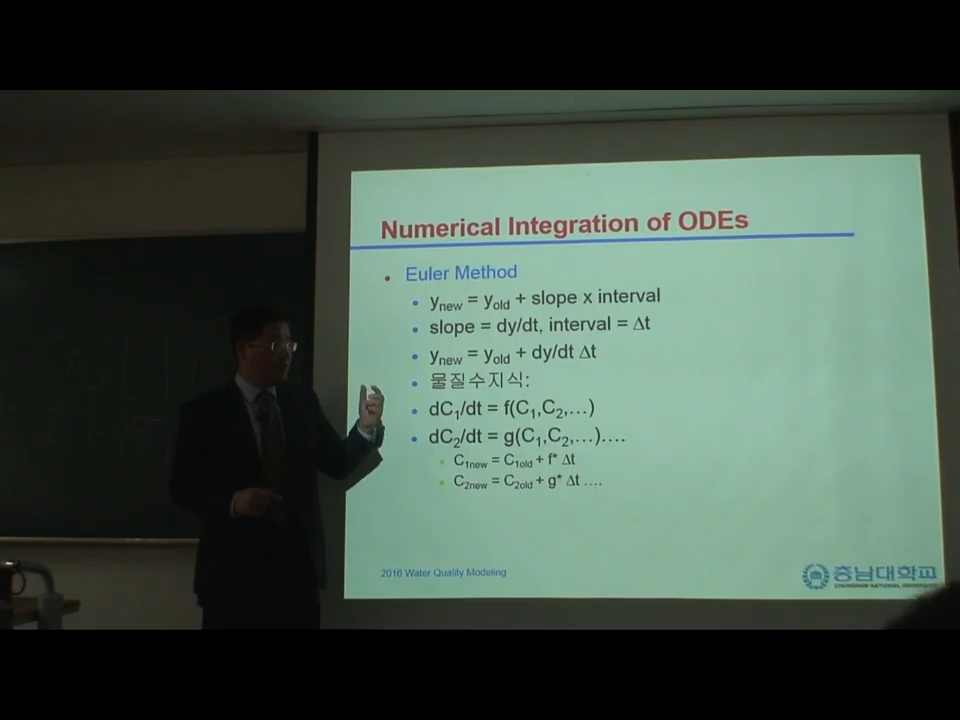 Numerical Integration of ODEs
• Euler Method
• ynew = yold + slope x interval
• slope = dy/dt, interval = Δt
• ynew = yold + dy/dt Δt
• 물질수지식:
• dC1/dt = f(C1,C2,…)
• dC2/dt = g(C1,C2,…)….
• C1new = C1old + f* Δt
• C2new = C2old + g* Δt ….
2016 Water Quality Modeling
충남대학교
CHUNGNAM NATIONAL UNIVERSITY